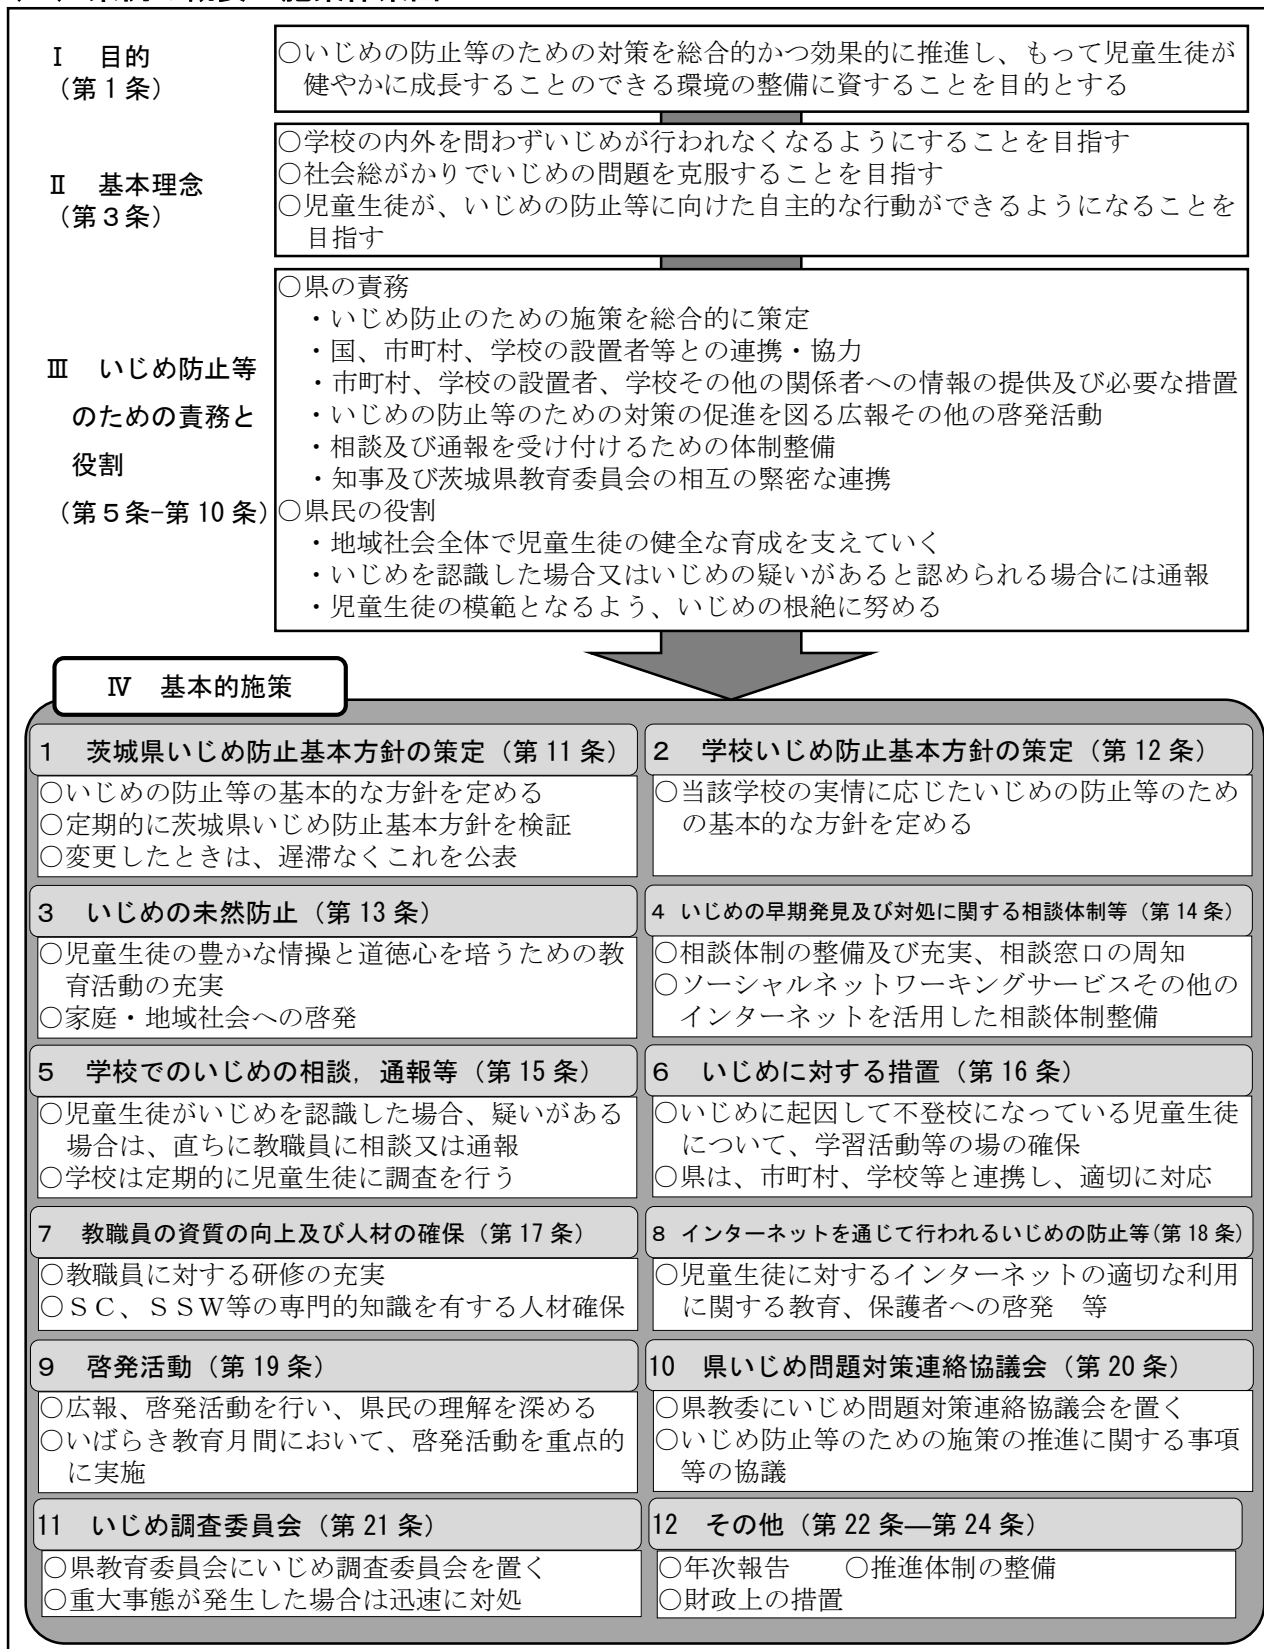 Ⅰ 目的
（第１条）
○いじめの防止等のための対策を総合的かつ効果的に推進し、もって児童生徒が
健やかに成長することのできる環境の整備に資することを目的とする
Ⅱ 基本理念
（第３条）
○学校の内外を問わずいじめが行われなくなるようにすることを目指す
○社会総がかりでいじめの問題を克服することを目指す
○児童生徒が、いじめの防止等に向けた自主的な行動ができるようになることを
目指す
Ⅲ いじめ防止等
のための責務と
役割
（第５条−第 10 条）
○県の責務
・いじめ防止のための施策を総合的に策定
・国、市町村、学校の設置者等との連携・協力
・市町村、学校の設置者、学校その他の関係者への情報の提供及び必要な措置
・いじめの防止等のための対策の促進を図る広報その他の啓発活動
・相談及び通報を受け付けるための体制整備
・知事及び茨城県教育委員会の相互の緊密な連携
○県民の役割
・地域社会全体で児童生徒の健全な育成を支えていく
・いじめを認識した場合又はいじめの疑いがあると認められる場合には通報
・児童生徒の模範となるよう、いじめの根絶に努める
Ⅳ 基本的施策
１ 茨城県いじめ防止基本方針の策定（第 11 条）
○いじめの防止等の基本的な方針を定める
○定期的に茨城県いじめ防止基本方針を検証
○変更したときは、遅滞なくこれを公表
２ 学校いじめ防止基本方針の策定（第 12 条）
○当該学校の実情に応じたいじめの防止等のため
の基本的な方針を定める
３ いじめの未然防止（第 13 条）
○児童生徒の豊かな情操と道徳心を培うための教
育活動の充実
○家庭・地域社会への啓発
４ いじめの早期発見及び対処に関する相談体制等（第 14 条）
○相談体制の整備及び充実、相談窓口の周知
○ソーシャルネットワーキングサービスその他の
インターネットを活用した相談体制整備
５ 学校でのいじめの相談，通報等（第 15 条）
○児童生徒がいじめを認識した場合、疑いがある
場合は、直ちに教職員に相談又は通報
○学校は定期的に児童生徒に調査を行う
６ いじめに対する措置（第 16 条）
○いじめに起因して不登校になっている児童生徒
について、学習活動等の場の確保
○県は、市町村、学校等と連携し、適切に対応
７ 教職員の資質の向上及び人材の確保（第 17 条）
○教職員に対する研修の充実
○ＳＣ、ＳＳＷ等の専門的知識を有する人材確保
８ インターネットを通じて行われるいじめの防止等（第 18 条）
○児童生徒に対するインターネットの適切な利用
に関する教育、保護者への啓発 等
９ 啓発活動（第 19 条）
○広報、啓発活動を行い、県民の理解を深める
○いばらき教育月間において、啓発活動を重点的
に実施
10 県いじめ問題対策連絡協議会（第 20 条）
○県教委にいじめ問題対策連絡協議会を置く
○いじめ防止等のための施策の推進に関する事項
等の協議
11 いじめ調査委員会（第 21 条）
○県教育委員会にいじめ調査委員会を置く
○重大事態が発生した場合は迅速に対処
12 その他（第 22 条―第 24 条）
○年次報告 ○推進体制の整備
○財政上の措置